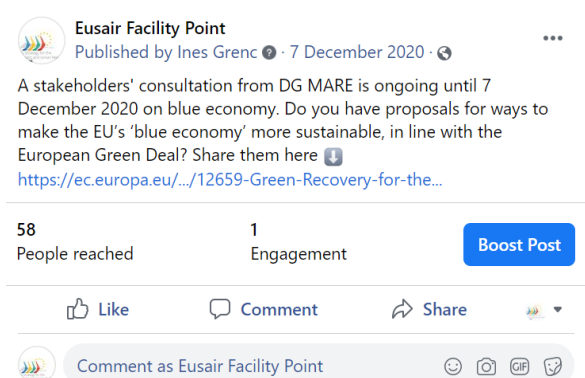 Eusair Facility Point
Published by Ines Grenc · 7 December 2020 ·
A stakeholders' consultation from DG MARE is ongoing until 7
December 2020 on blue economy. Do you have proposals for ways to
make the EU's 'blue economy' more sustainable, in line with the
European Green Deal? Share them here ⬇️
https://ec.europa.eu/.../12659-Green-Recovery-for-the...
58
People reached
1
Engagement
Boost Post
Like
Comment
Share
Comment as Eusair Facility Point
GIF